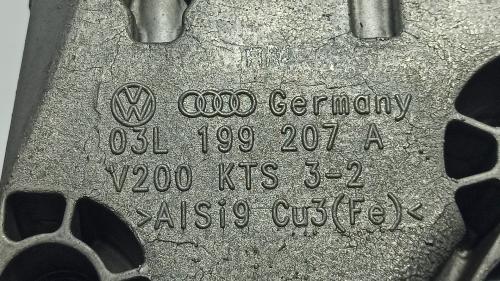 Germany
03L 199 207 A
V200 KTS 3-2
>AlSi9 Cu3(Fe)<